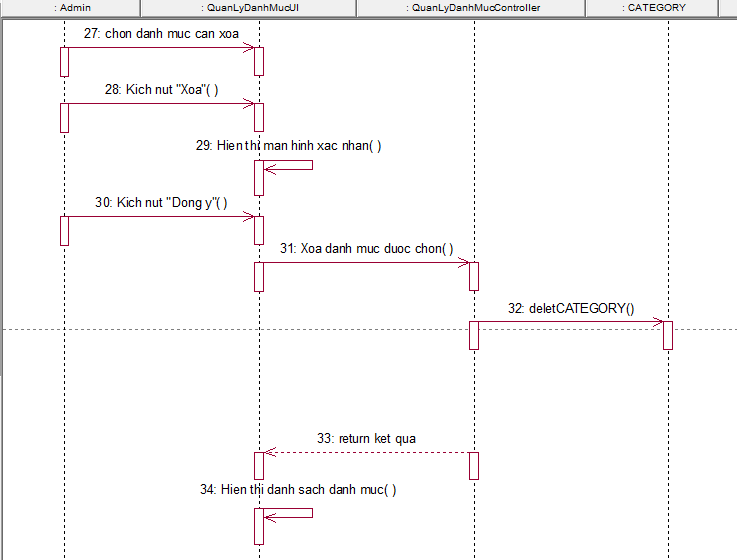 : Admin
: QuanLyDanhMucUI
: QuanLyDanhMucController
: CATEGORY
27: chon danh muc can xoa
28: Kich nut "Xoa"( )
29: Hien thi man hinh xac nhan( )
30: Kich nut "Dong y"( )
31: Xoa danh muc duoc chon( )
32: deletCATEGORY()
33: return ket qua
34: Hien thi danh sach danh muc( )